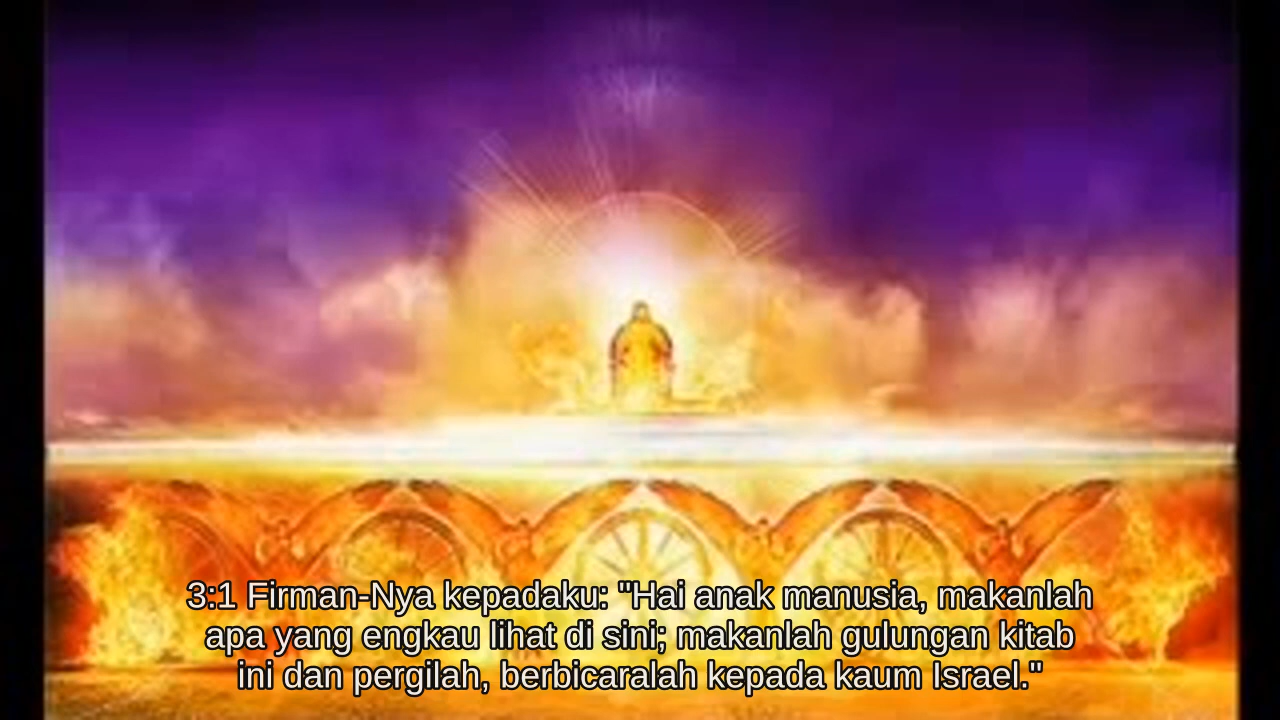 3:1 Firman-Nya kepadaku: "Hai anak manusia, makanlah
apa yang engkau lihat di sini; makanlah gulungan kitab
ini dan pergilah, berbicaralah kepada kaum Israel."